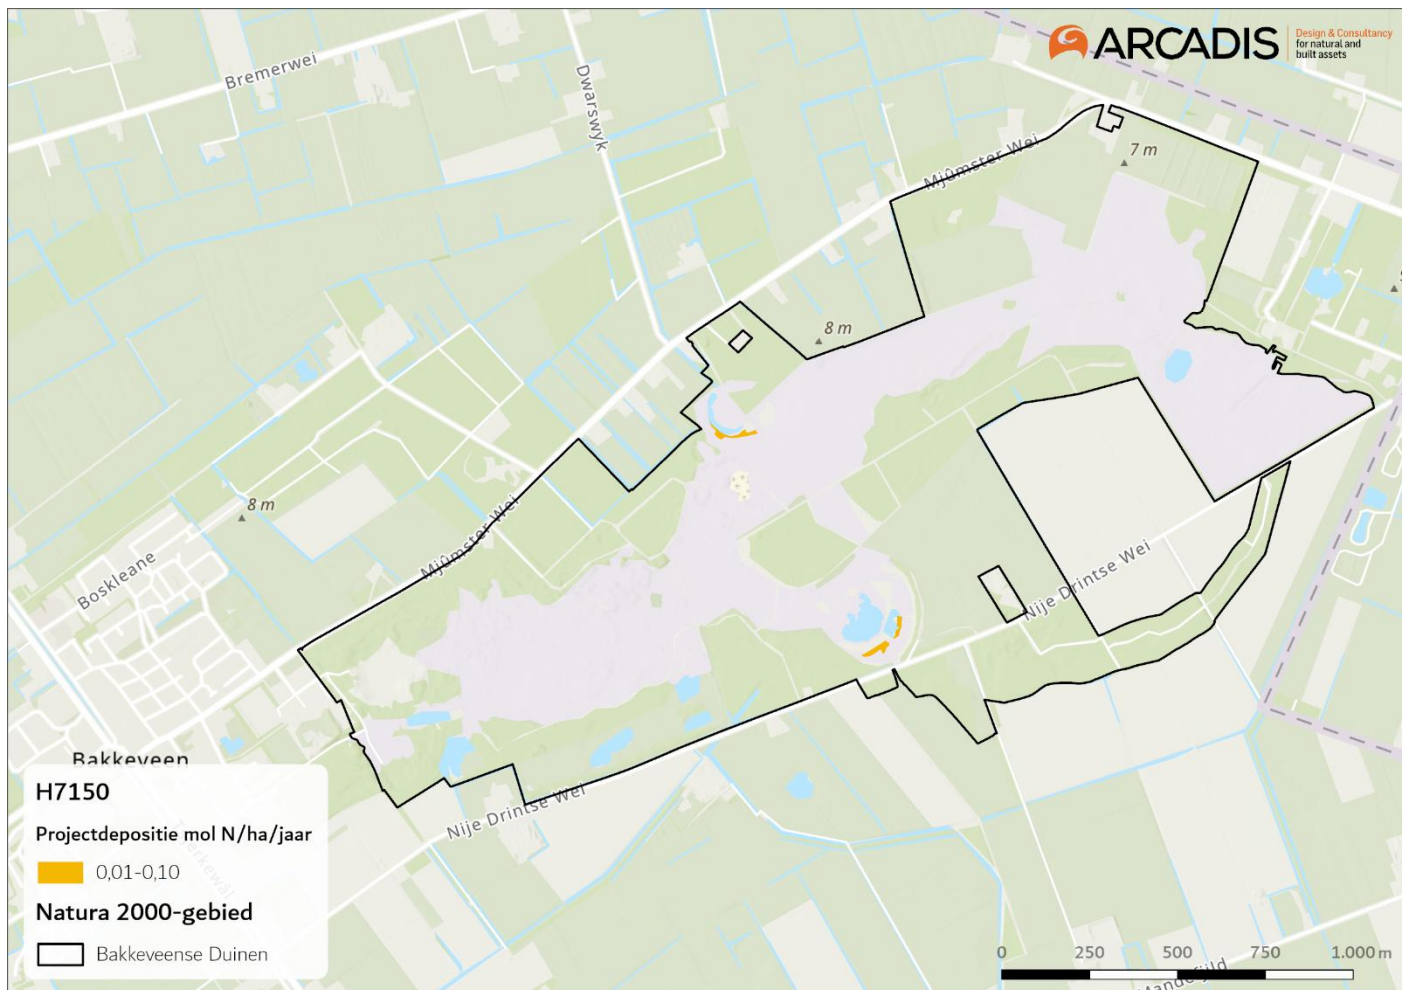 ARCADIS
Design & Consultancy
for natural and
built assets
Bremerwei
Dwarswyk
Mjûmster Wei
7 m
8 m
8 m
Mjûmster Wei
Boskleane
Nije Drintse Wei
Bakkeveen
Nije Drintse Wei
H7150
Projectdepositie mol N/ha/jaar
0,01-0,10
Natura 2000-gebied
Bakkeveense Duinen
0 250 500 750 1.000 m